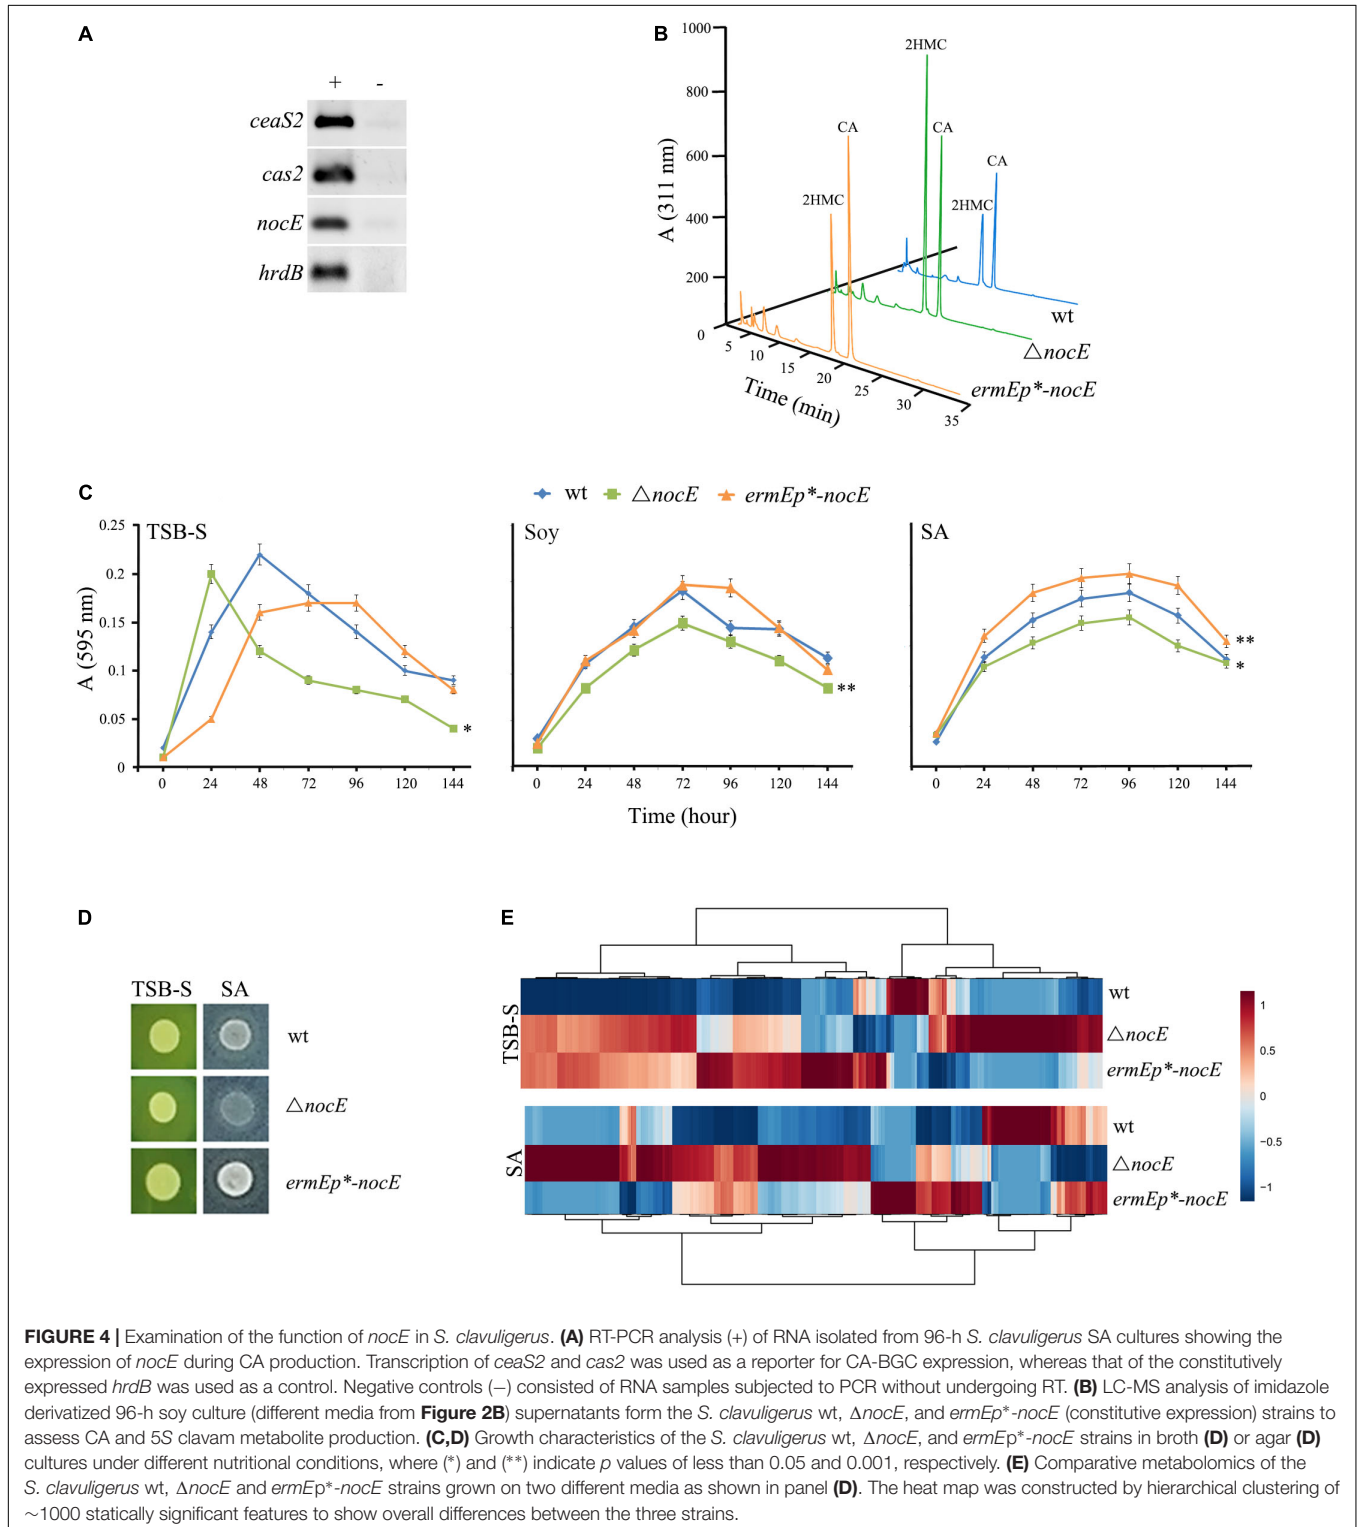 A
+ -
ceaS2
cas2
nocE
hrdB
B
1000
800
600
400
200
0
A (311 nm)
2HMC
CA
2HMC
CA
2HMC
CA
wt
△nocE
ermEp*-nocE
5
10
15
20
25
30
35
Time (min)
C
wt △nocE ermEp*-nocE
TSB-S
0.25
0.2
0.15
0.1
0.05
0
A (595 nm)
*
0 24 48 72 96 120 144
Soy
**
0 24 48 72 96 120 144
SA
**
*
0 24 48 72 96 120 144
Time (hour)
D
TSB-S SA
wt
△nocE
ermEp*-nocE
E
TSB-S
wt
△nocE
ermEp*-nocE
SA
wt
△nocE
ermEp*-nocE
1
0.5
0
−0.5
−1
FIGURE 4 | Examination of the function of nocE in S. clavuligerus. (A) RT-PCR analysis (+) of RNA isolated from 96-h S. clavuligerus SA cultures showing the
expression of nocE during CA production. Transcription of ceaS2 and cas2 was used as a reporter for CA-BGC expression, whereas that of the constitutively
expressed hrdB was used as a control. Negative controls (−) consisted of RNA samples subjected to PCR without undergoing RT. (B) LC-MS analysis of imidazole
derivatized 96-h soy culture (different media from Figure 2B) supernatants form the S. clavuligerus wt, ΔnocE, and ermEp*-nocE (constitutive expression) strains to
assess CA and 5S clavam metabolite production. (C,D) Growth characteristics of the S. clavuligerus wt, ΔnocE, and ermEp*-nocE strains in broth (D) or agar (D)
cultures under different nutritional conditions, where (*) and (**) indicate p values of less than 0.05 and 0.001, respectively. (E) Comparative metabolomics of the
S. clavuligerus wt, ΔnocE and ermEp*-nocE strains grown on two different media as shown in panel (D). The heat map was constructed by hierarchical clustering of
∼1000 statically significant features to show overall differences between the three strains.